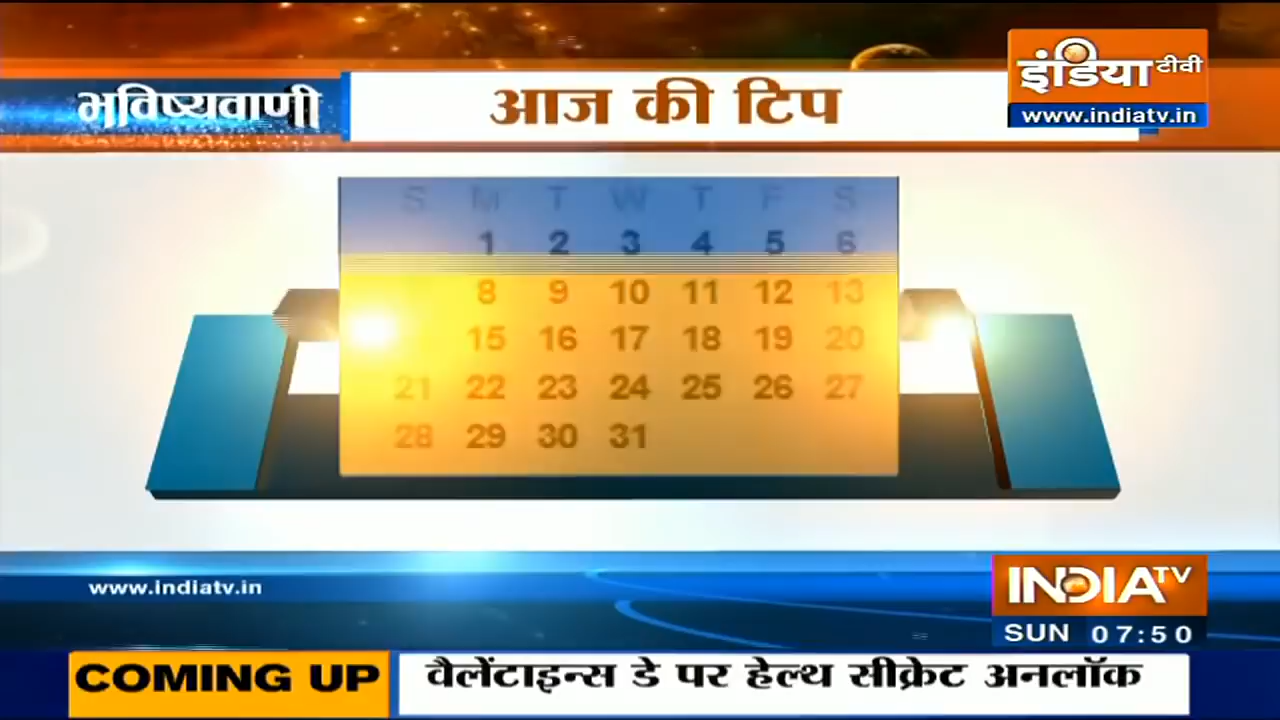 भविष्यवाणी
आज की टिप
इंडिया टीवी
www.indiatv.in
S M T W T F S
1 2 3 4 5 6
8 9 10 11 12 13
15 16 17 18 19 20
21 22 23 24 25 26 27
28 29 30 31
www.indiatv.in
INDIA TV
SUN 07:50
COMING UP
वैलेंटाइन्स डे पर हेल्थ सीक्रेट अनलॉक